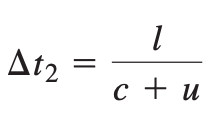 Δt₂ = l / (c + u)